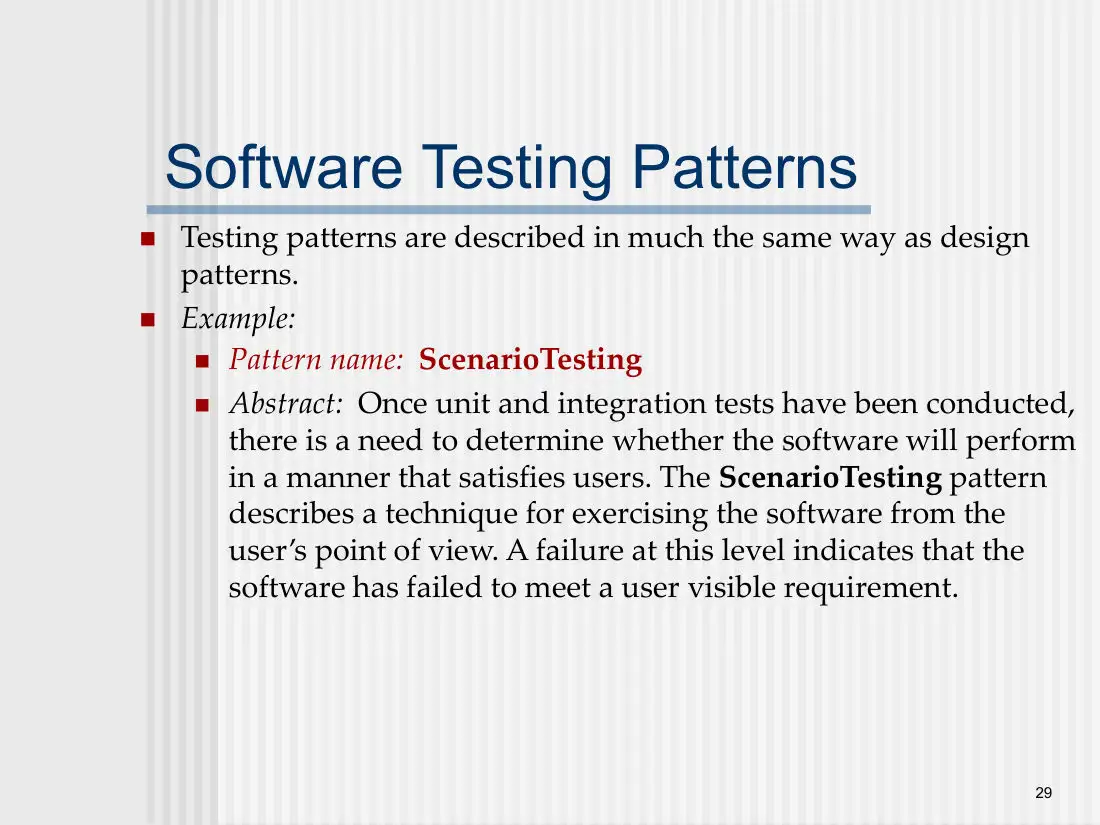 Software Testing Patterns
Testing patterns are described in much the same way as design
patterns.
Example:
Pattern name: ScenarioTesting
Abstract: Once unit and integration tests have been conducted,
there is a need to determine whether the software will perform
in a manner that satisfies users. The ScenarioTesting pattern
describes a technique for exercising the software from the
user’s point of view. A failure at this level indicates that the
software has failed to meet a user visible requirement.
29